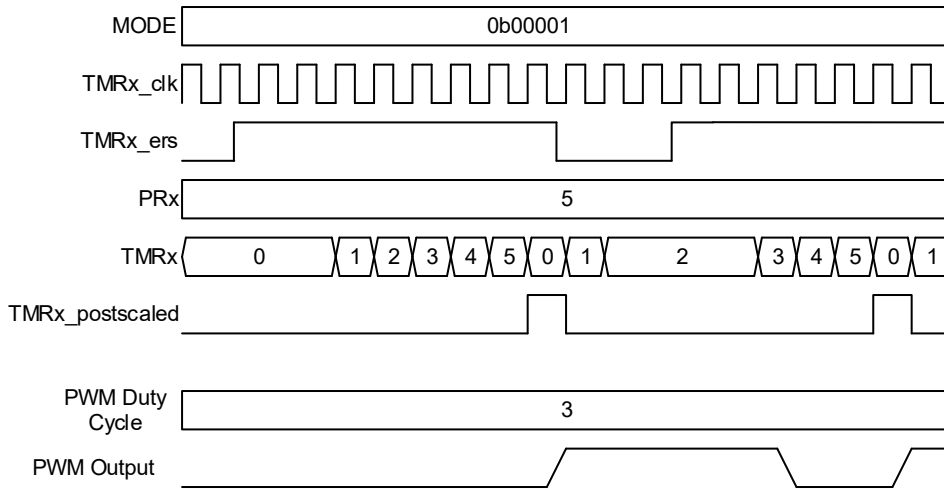 MODE 0b00001
TMRx_clk
TMRx_ers
PRx 5
TMRx 0 1 2 3 4 5 0 1 2 3 4 5 0 1
TMRx_postscaled
PWM Duty
Cycle 3
PWM Output